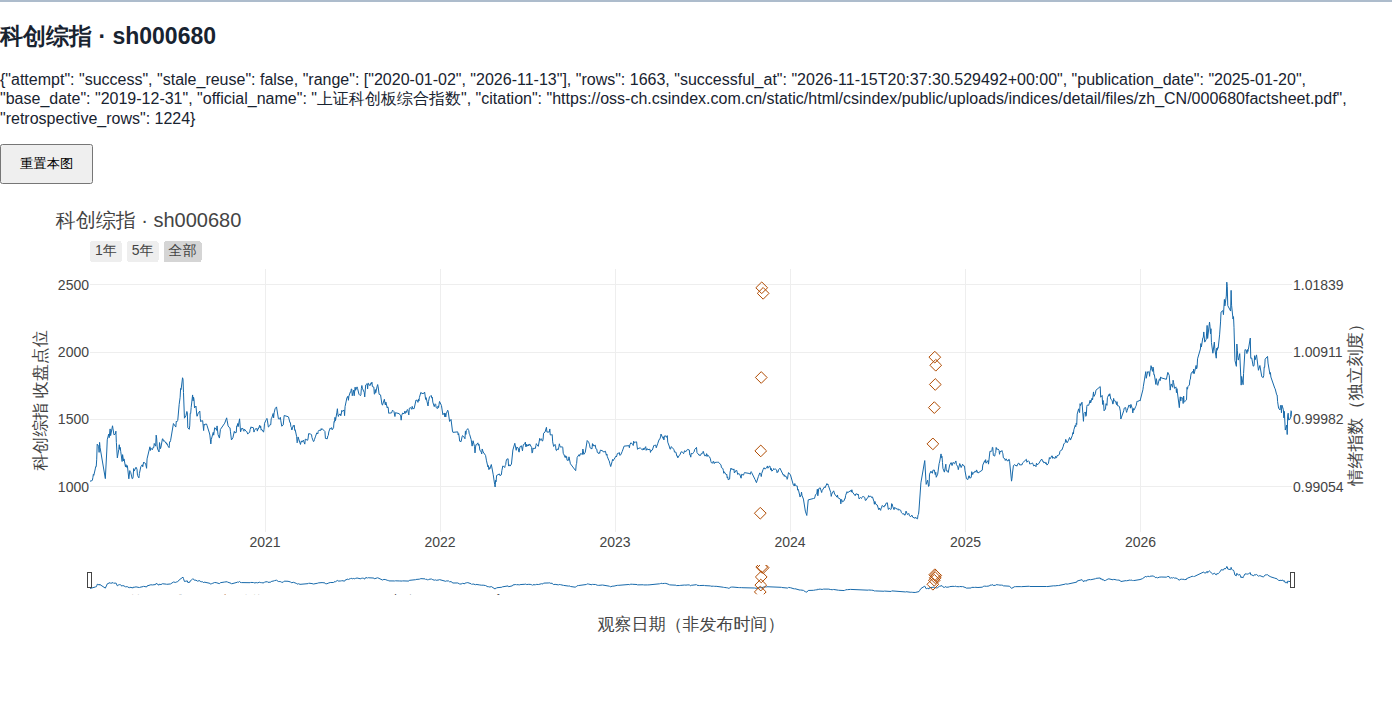 科创综指 · sh000680
{"attempt": "success", "stale_reuse": false, "range": ["2020-01-02", "2026-11-13"], "rows": 1663, "successful_at": "2026-11-15T20:37:30.529492+00:00", "publication_date": "2025-01-20",
"base_date": "2019-12-31", "official_name": "上证科创板综合指数", "citation": "https://oss-ch.csindex.com.cn/static/html/csindex/public/uploads/indices/detail/files/zh_CN/000680factsheet.pdf",
"retrospective_rows": 1224}
重置本图
科创综指 · sh000680
1年 5年 全部
2500 1.01839
2000 1.00911
1500 0.99982
1000 0.99054
科创综指 收盘点位
情绪指数（独立刻度）
2021 2022 2023 2024 2025 2026
观察日期（非发布时间）